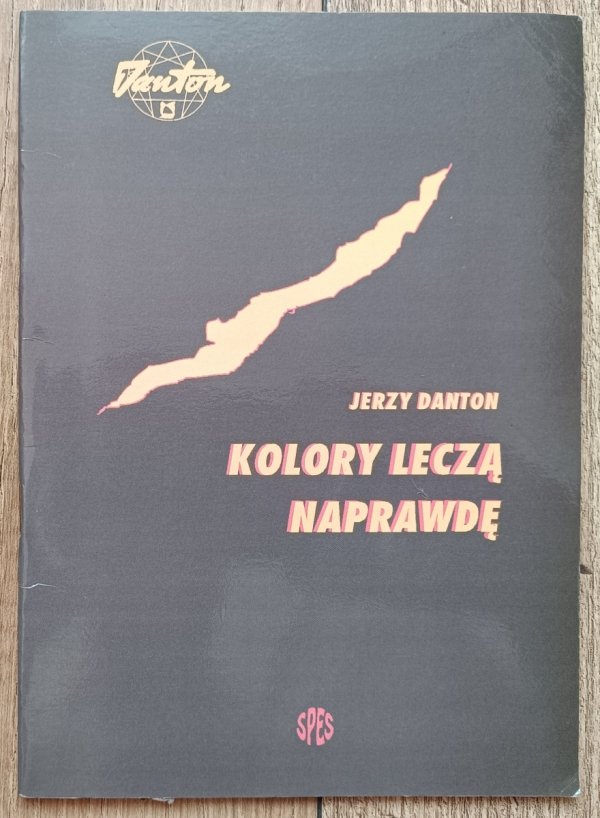 Danton
JERZY DANTON
KOLORY LECZĄ
NAPRAWDĘ
SPES